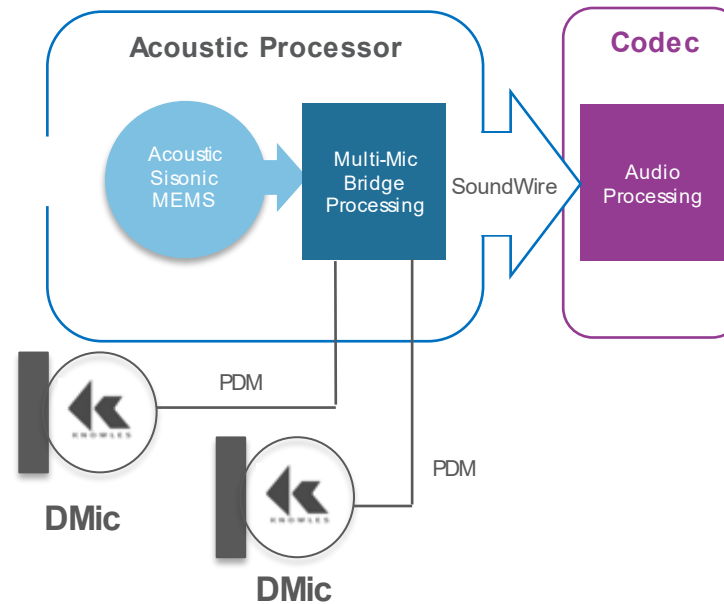 Acoustic Processor
Codec
Acoustic
Sisonic
MEMS
Multi-Mic
Bridge
Processing
SoundWire
Audio
Processing
PDM
KNOWLES
DMic
PDM
KNOWLES
DMic